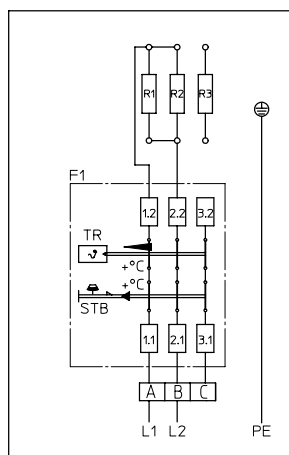 R1 R2 R3
F1
1.2 2.2 3.2
TR
+°C
+°C
STB
1.1 2.1 3.1
A B C
L1 L2 PE